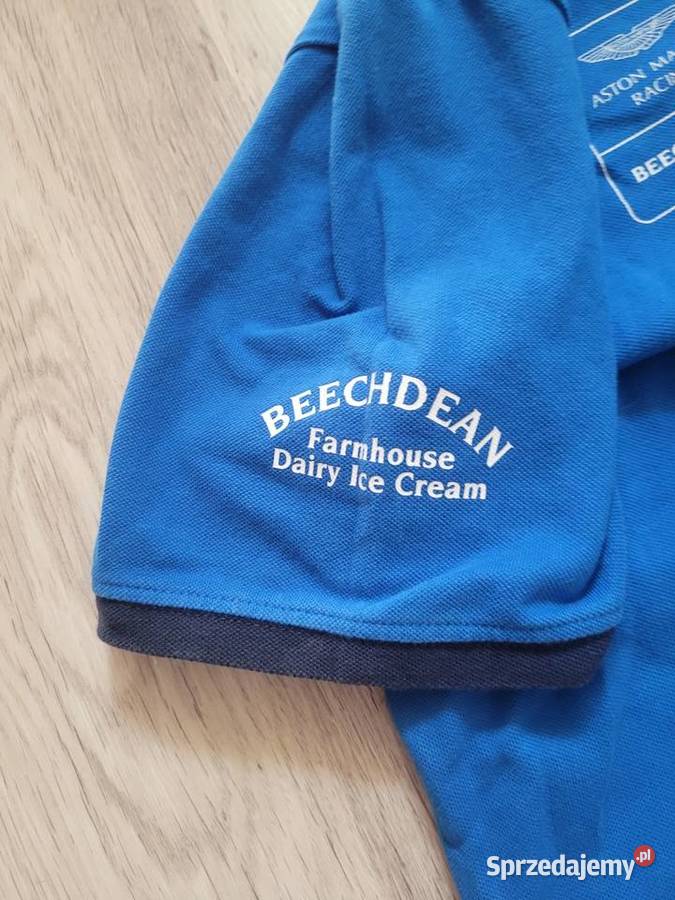 ASTON MA
RACIN
BEEC
BEECHDEAN
Farmhouse
Dairy Ice Cream
Sprzedajemy.pl